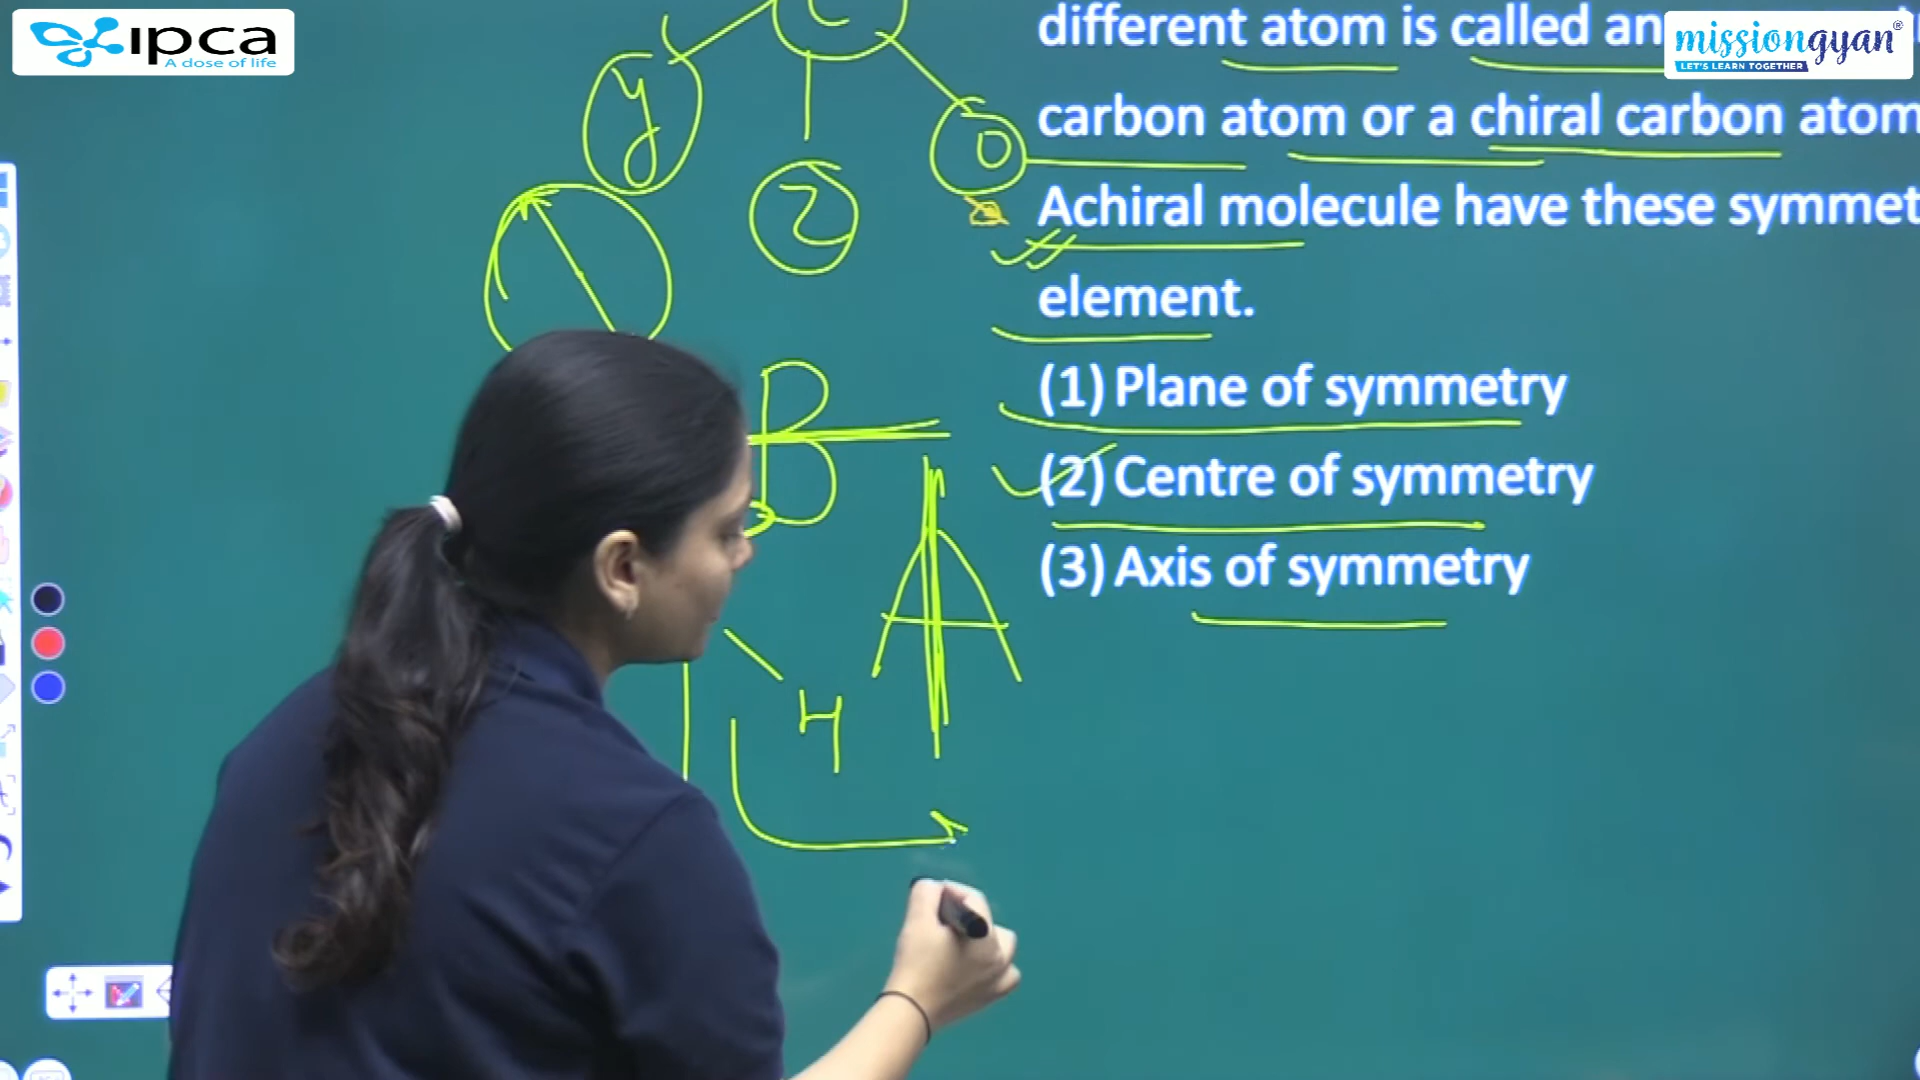 ipca
A dose of life
missiongyan®
LET'S LEARN TOGETHER
different atom is called an
carbon atom or a chiral carbon atom
Achiral molecule have these symmet
element.
(1) Plane of symmetry
(2) Centre of symmetry
(3) Axis of symmetry
C
y
Z
D
B
A
H